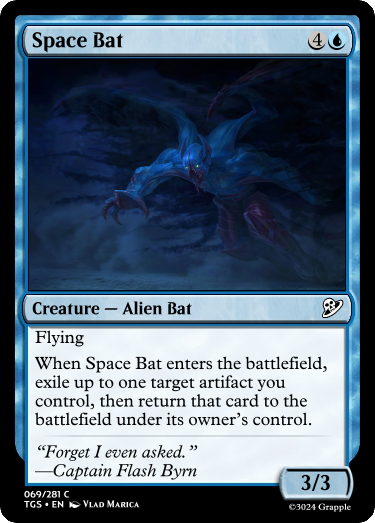 Space Bat 4
Creature — Alien Bat
Flying
When Space Bat enters the battlefield,
exile up to one target artifact you
control, then return that card to the
battlefield under its owner's control.
“Forget I even asked.”
—Captain Flash Byrn
3/3
069/281 C
TGS • EN Vlad Marica
©3024 Grapple